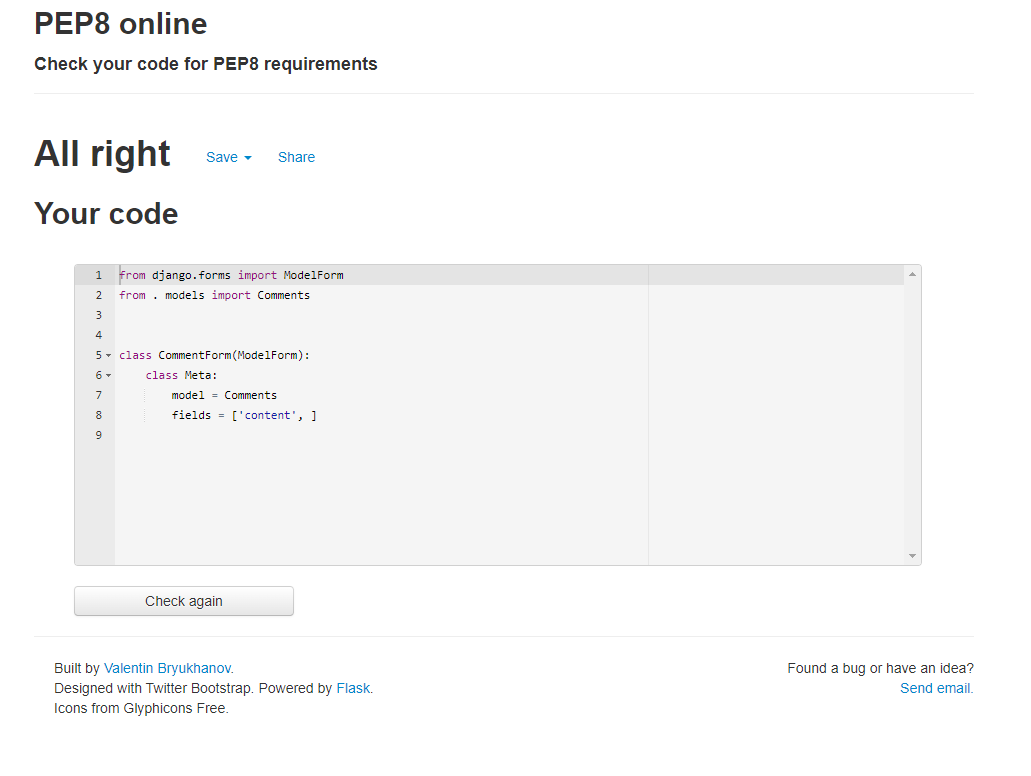 PEP8 online
Check your code for PEP8 requirements
All right Save Share
Your code
1 from django.forms import ModelForm
2 from . models import Comments
3
4
5 class CommentForm(ModelForm):
6 class Meta:
7 model = Comments
8 fields = ['content', ]
9
Check again
Built by Valentin Bryukhanov.
Designed with Twitter Bootstrap. Powered by Flask.
Icons from Glyphicons Free.
Found a bug or have an idea?
Send email.